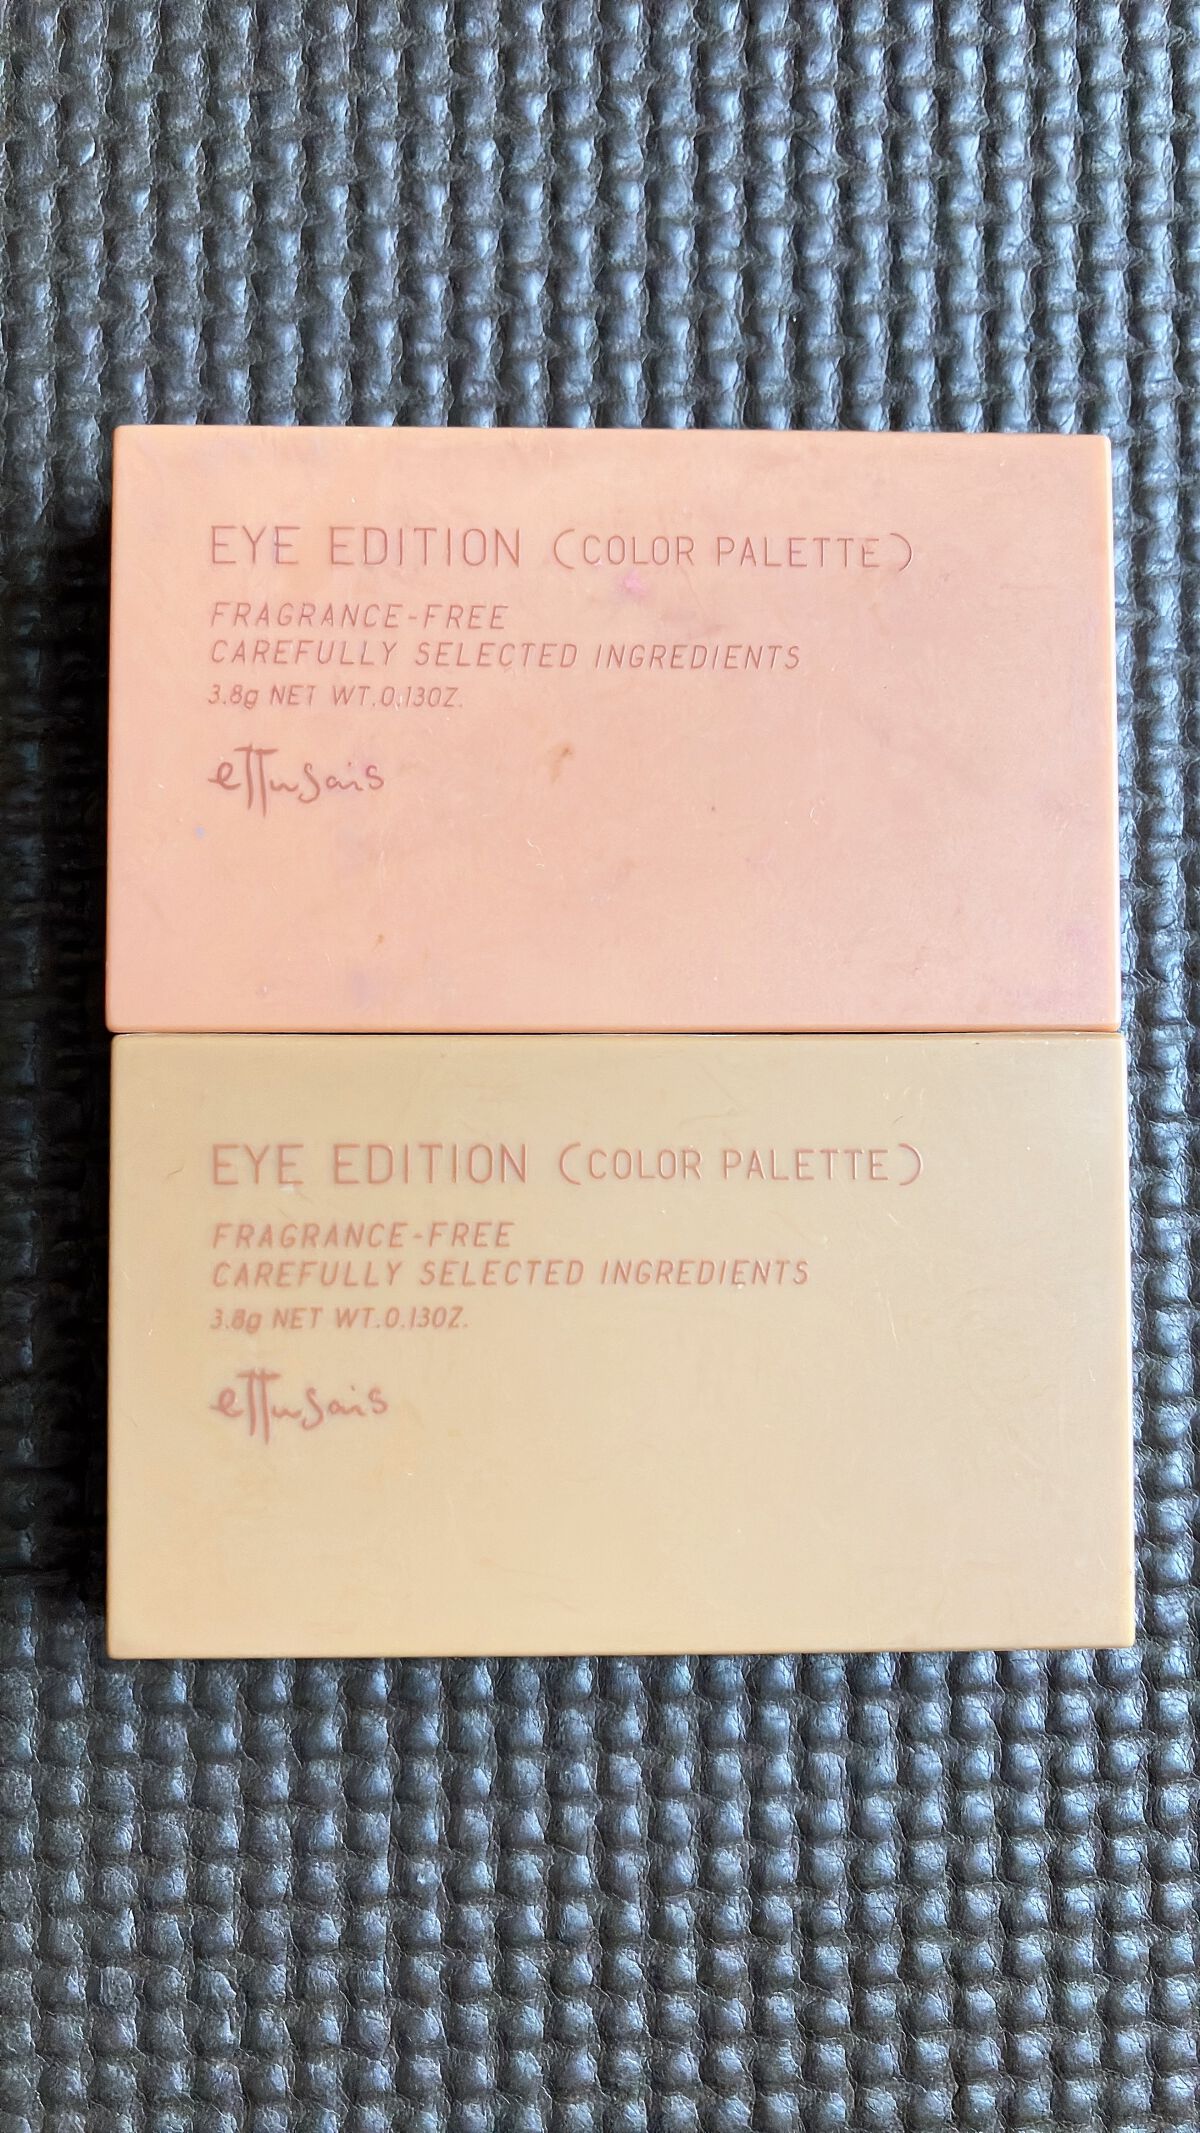 EYE EDITION (COLOR PALETTE)
FRAGRANCE-FREE
CAREFULLY SELECTED INGREDIENTS
3.8g NET WT.0.13OZ.
ettusais
EYE EDITION (COLOR PALETTE)
FRAGRANCE-FREE
CAREFULLY SELECTED INGREDIENTS
3.8g NET WT.0.13OZ.
ettusais